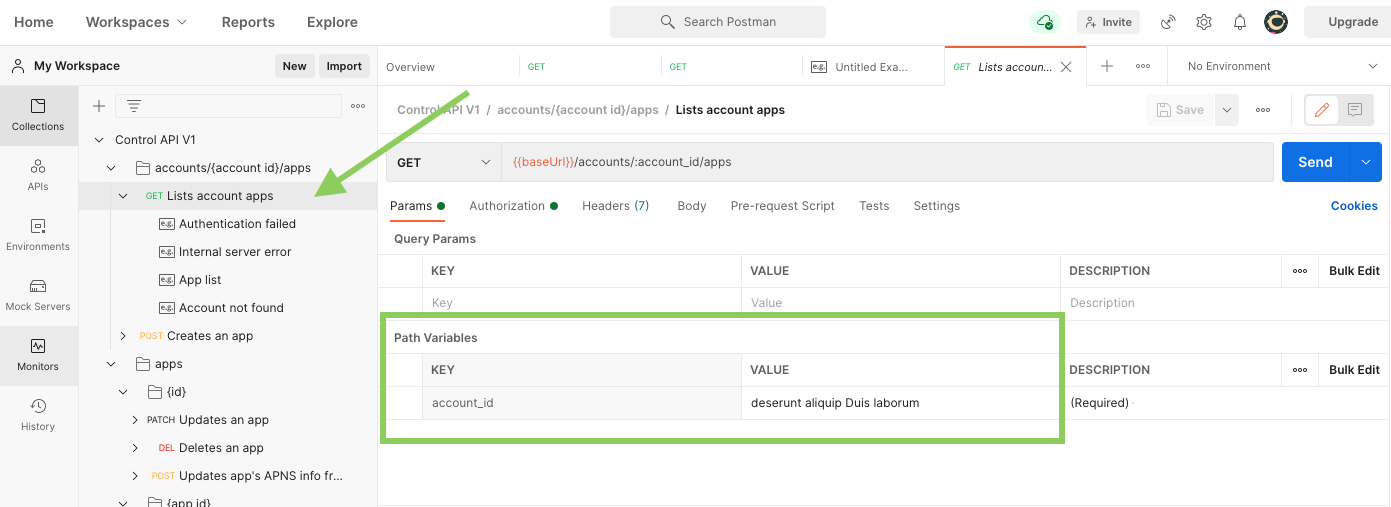 Home Workspaces Reports Explore Search Postman Invite Upgrade
My Workspace New Import
Overview GET GET Untitled Exa... GET Lists accoun... No Environment
Collections
APIs
Environments
Mock Servers
Monitors
History
Control API V1
accounts/{account id}/apps
GET Lists account apps
e.g. Authentication failed
e.g. Internal server error
e.g. App list
e.g. Account not found
POST Creates an app
apps
{id}
PATCH Updates an app
DEL Deletes an app
POST Updates app's APNS info fr...
{app id}
Control API V1 / accounts/{account id}/apps / Lists account apps Save
GET {{baseUrl}}/accounts/:account_id/apps Send
Params Authorization Headers (7) Body Pre-request Script Tests Settings Cookies
Query Params
KEY VALUE DESCRIPTION Bulk Edit
Key Value Description
Path Variables
KEY VALUE DESCRIPTION Bulk Edit
account_id deserunt aliquip Duis laborum (Required)